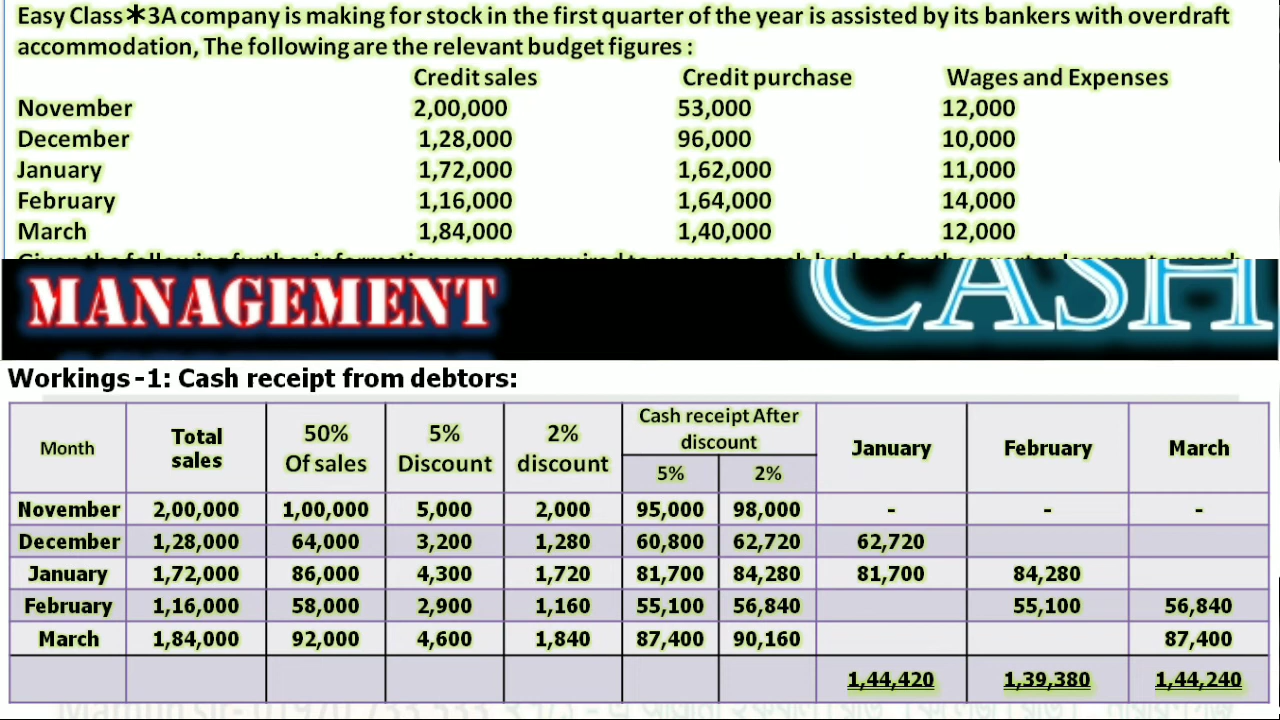 Easy Class*3A company is making for stock in the first quarter of the year is assisted by its bankers with overdraft
accommodation, The following are the relevant budget figures :
Credit sales Credit purchase Wages and Expenses
November 2,00,000 53,000 12,000
December 1,28,000 96,000 10,000
January 1,72,000 1,62,000 11,000
February 1,16,000 1,64,000 14,000
March 1,84,000 1,40,000 12,000
MANAGEMENT CASH
Workings -1: Cash receipt from debtors:
Month Total sales 50% Of sales 5% Discount 2% discount Cash receipt After discount January February March
5% 2%
November 2,00,000 1,00,000 5,000 2,000 95,000 98,000 - - -
December 1,28,000 64,000 3,200 1,280 60,800 62,720 62,720
January 1,72,000 86,000 4,300 1,720 81,700 84,280 81,700 84,280
February 1,16,000 58,000 2,900 1,160 55,100 56,840 55,100 56,840
March 1,84,000 92,000 4,600 1,840 87,400 90,160 87,400
1,44,420 1,39,380 1,44,240